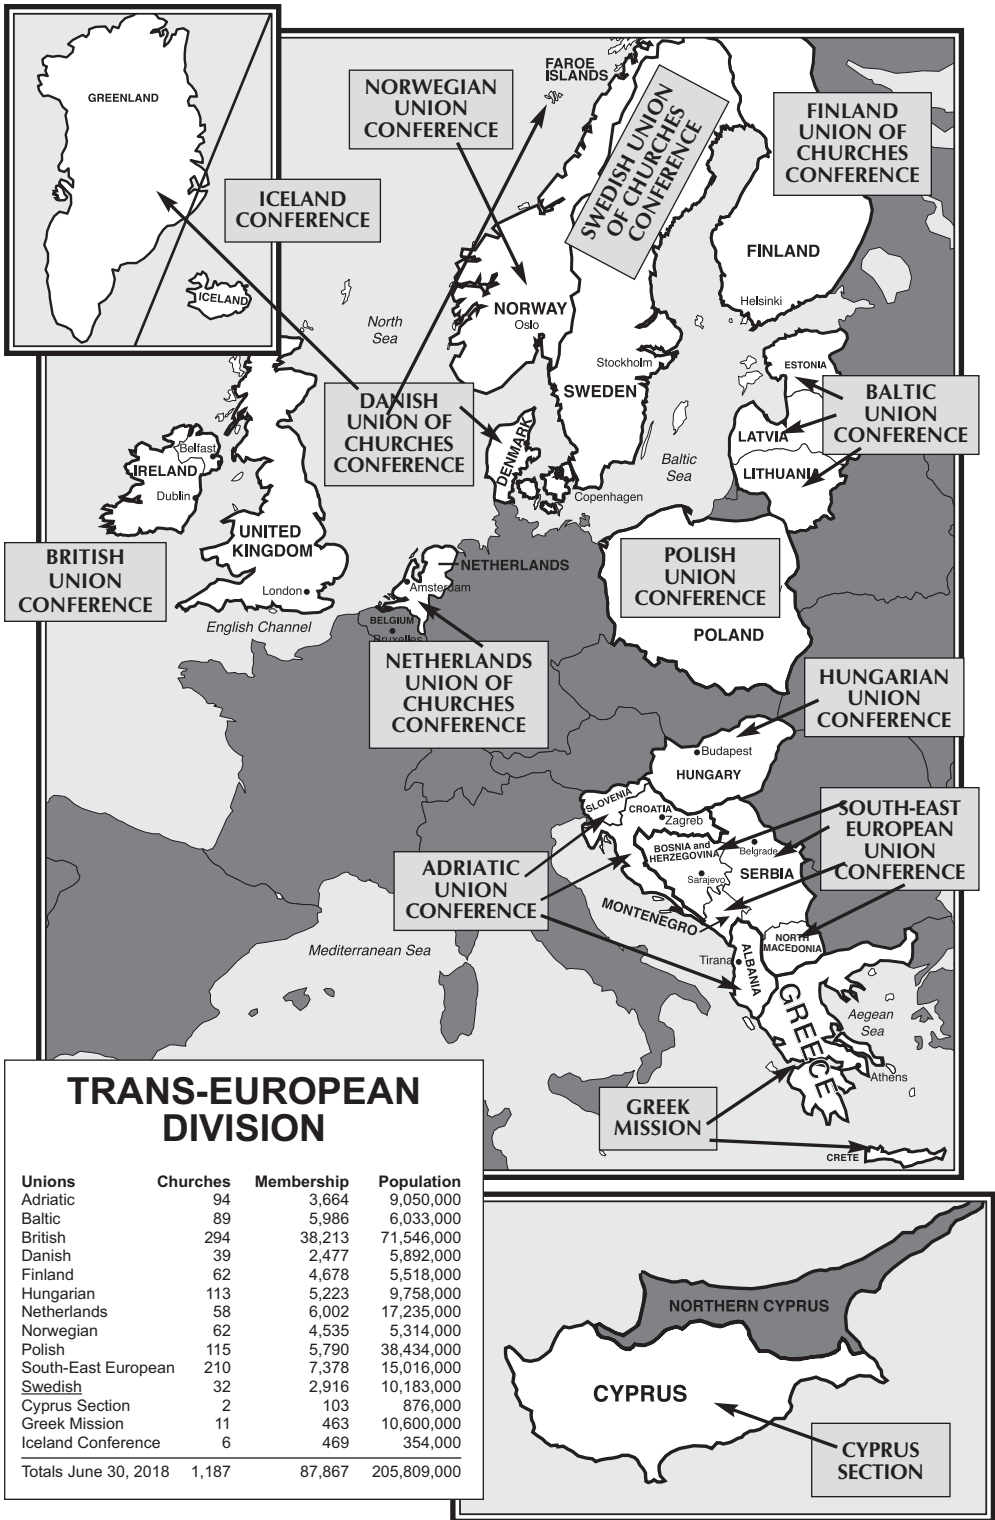 GREENLAND
ICELAND
CONFERENCE
ICELAND
NORWEGIAN
UNION
CONFERENCE
FAROE
ISLANDS
SWEDISH UNION
OF CHURCHES
CONFERENCE
FINLAND
UNION OF
CHURCHES
CONFERENCE
FINLAND
Helsinki
North
Sea
NORWAY
Oslo
Stockholm
SWEDEN
ESTONIA
BALTIC
UNION
CONFERENCE
LATVIA
LITHUANIA
DANISH
UNION OF
CHURCHES
CONFERENCE
DENMARK
Baltic
Sea
Copenhagen
Belfast
IRELAND
Dublin
UNITED
KINGDOM
London
BRITISH
UNION
CONFERENCE
English Channel
NETHERLANDS
Amsterdam
BELGIUM
Bruxelles
NETHERLANDS
UNION OF
CHURCHES
CONFERENCE
POLISH
UNION
CONFERENCE
POLAND
HUNGARIAN
UNION
CONFERENCE
Budapest
HUNGARY
SLOVENIA
CROATIA
Zagreb
SOUTH-EAST
EUROPEAN
UNION
CONFERENCE
BOSNIA and
HERZEGOVINA
Sarajevo
Belgrade
SERBIA
ADRIATIC
UNION
CONFERENCE
MONTENEGRO
NORTH
MACEDONIA
Tirana
ALBANIA
Mediterranean Sea
GREECE
Aegean
Sea
Athens
GREEK
MISSION
CRETE
TRANS-EUROPEAN
DIVISION
Unions Churches Membership Population
Adriatic 94 3,664 9,050,000
Baltic 89 5,986 6,033,000
British 294 38,213 71,546,000
Danish 39 2,477 5,892,000
Finland 62 4,678 5,518,000
Hungarian 113 5,223 9,758,000
Netherlands 58 6,002 17,235,000
Norwegian 62 4,535 5,314,000
Polish 115 5,790 38,434,000
South-East European 210 7,378 15,016,000
Swedish 32 2,916 10,183,000
Cyprus Section 2 103 876,000
Greek Mission 11 463 10,600,000
Iceland Conference 6 469 354,000
Totals June 30, 2018 1,187 87,867 205,809,000
NORTHERN CYPRUS
CYPRUS
CYPRUS
SECTION